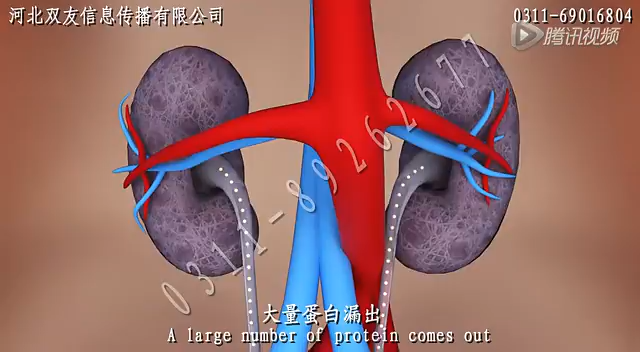 河北双友信息传播有限公司
0311-69016804
腾讯视频
0311-89262677
大量蛋白漏出
A large number of protein comes out